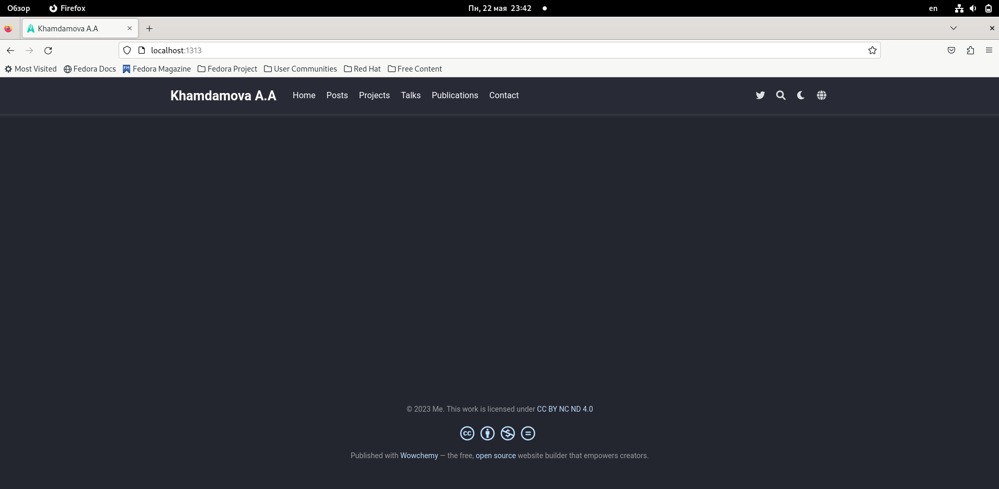 Обзор Firefox Пн, 22 мая 23:42 en
Khamdamova A.A
localhost:1313
Most Visited Fedora Docs Fedora Magazine Fedora Project User Communities Red Hat Free Content
Khamdamova A.A Home Posts Projects Talks Publications Contact
© 2023 Me. This work is licensed under CC BY NC ND 4.0
Published with Wowchemy — the free, open source website builder that empowers creators.